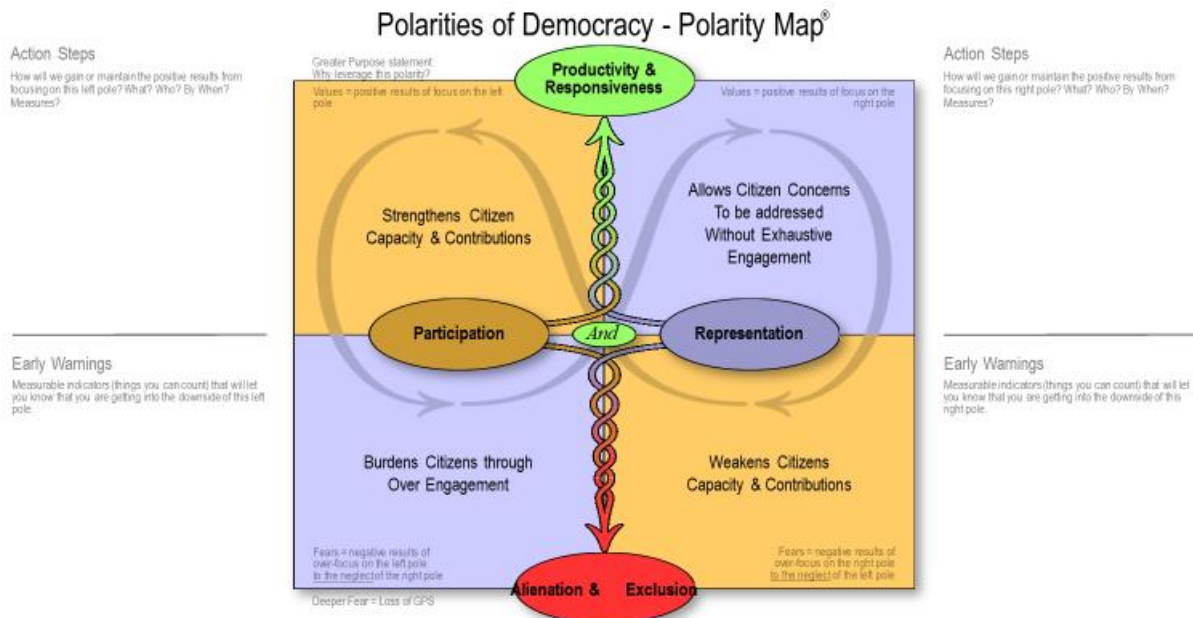 Polarities of Democracy - Polarity Map®
Action Steps
How will we gain or maintain the positive results from
focusing on this left pole? What? Who? By When?
Measures?
Greater Purpose statement:
Why leverage this polarity?
Values = positive results of focus on the left
pole
Productivity &
Responsiveness
Values = positive results of focus on the
right pole
Action Steps
How will we gain or maintain the positive results from
focusing on this right pole? What? Who? By When?
Measures?
Strengthens Citizen
Capacity & Contributions
Allows Citizen Concerns
To be addressed
Without Exhaustive
Engagement
Participation
And
Representation
Early Warnings
Measurable indicators (things you can count) that will let
you know that you are getting into the downside of this left
pole.
Early Warnings
Measurable indicators (things you can count) that will let
you know that you are getting into the downside of this
right pole.
Burdens Citizens through
Over Engagement
Weakens Citizens
Capacity & Contributions
Fears = negative results of
over-focus on the left pole
to the neglect of the right pole
Fears = negative results of
over-focus on the right pole
to the neglect of the left pole
Alienation & Exclusion
Deeper Fear = Loss of GPS